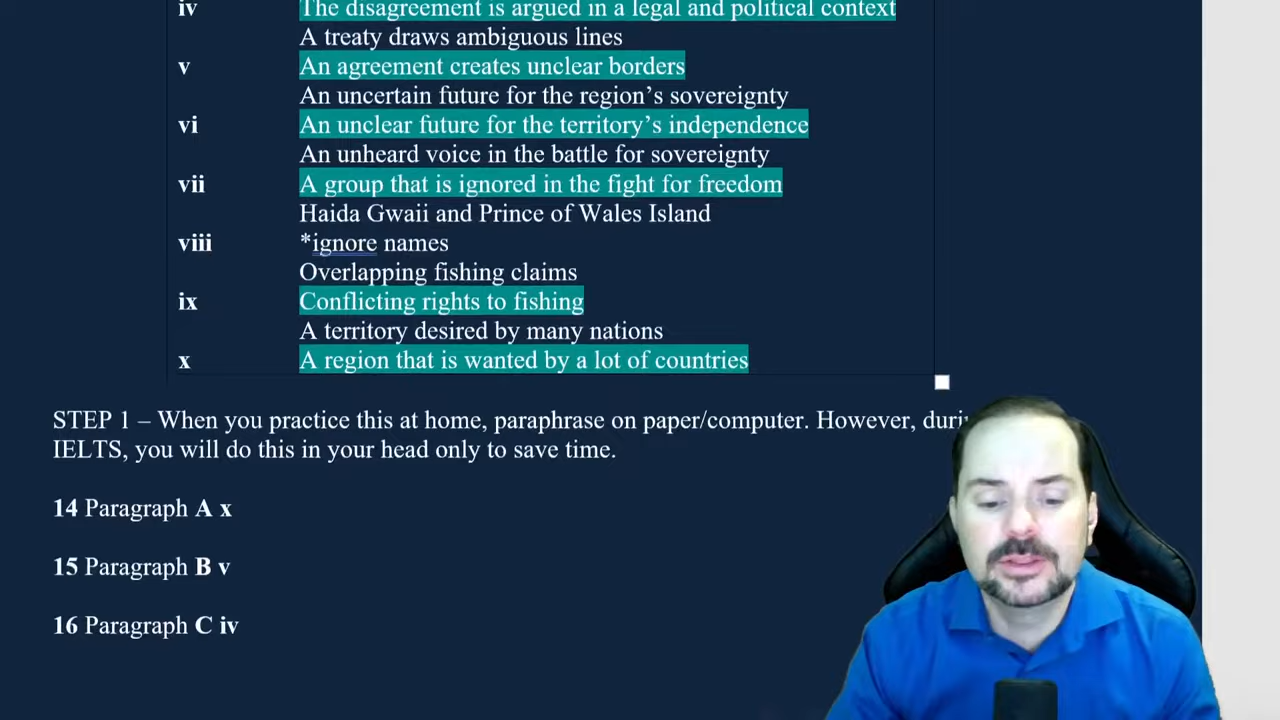 iv The disagreement is argued in a legal and political context
A treaty draws ambiguous lines
v An agreement creates unclear borders
An uncertain future for the region's sovereignty
vi An unclear future for the territory's independence
An unheard voice in the battle for sovereignty
vii A group that is ignored in the fight for freedom
Haida Gwaii and Prince of Wales Island
viii *ignore names
Overlapping fishing claims
ix Conflicting rights to fishing
A territory desired by many nations
x A region that is wanted by a lot of countries
STEP 1 – When you practice this at home, paraphrase on paper/computer. However,
IELTS, you will do this in your head only to save time.
14 Paragraph A x
15 Paragraph B v
16 Paragraph C iv